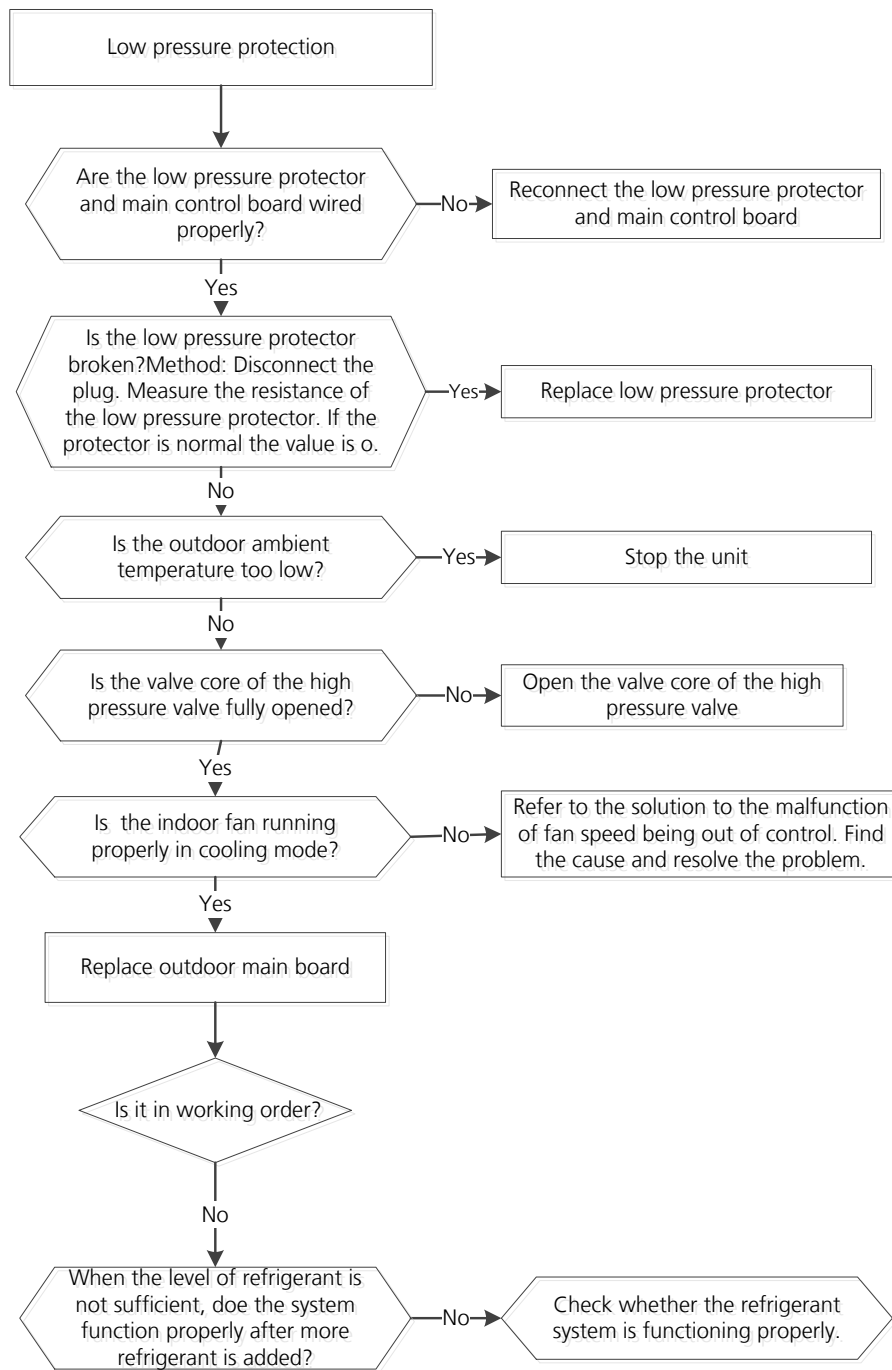 Low pressure protection
Are the low pressure protector
and main control board wired
properly?
No
Reconnect the low pressure protector
and main control board
Yes
Is the low pressure protector
broken?Method: Disconnect the
plug. Measure the resistance of
the low pressure protector. If the
protector is normal the value is o.
Yes
Replace low pressure protector
No
Is the outdoor ambient
temperature too low?
Yes
Stop the unit
No
Is the valve core of the high
pressure valve fully opened?
No
Open the valve core of the high
pressure valve
Yes
Is the indoor fan running
properly in cooling mode?
No
Refer to the solution to the malfunction
of fan speed being out of control. Find
the cause and resolve the problem.
Yes
Replace outdoor main board
Is it in working order?
No
When the level of refrigerant is
not sufficient, doe the system
function properly after more
refrigerant is added?
No
Check whether the refrigerant
system is functioning properly.